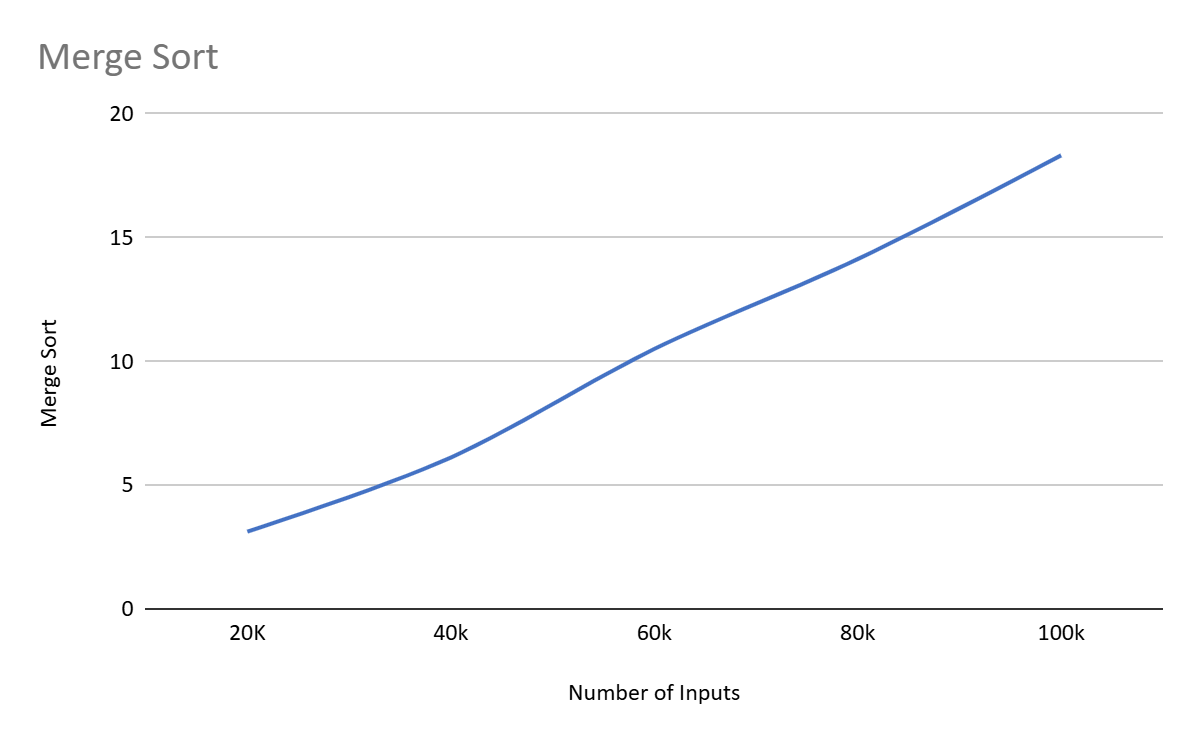 Merge Sort
20
15
10
5
0
Merge Sort
20K
40k
60k
80k
100k
Number of Inputs